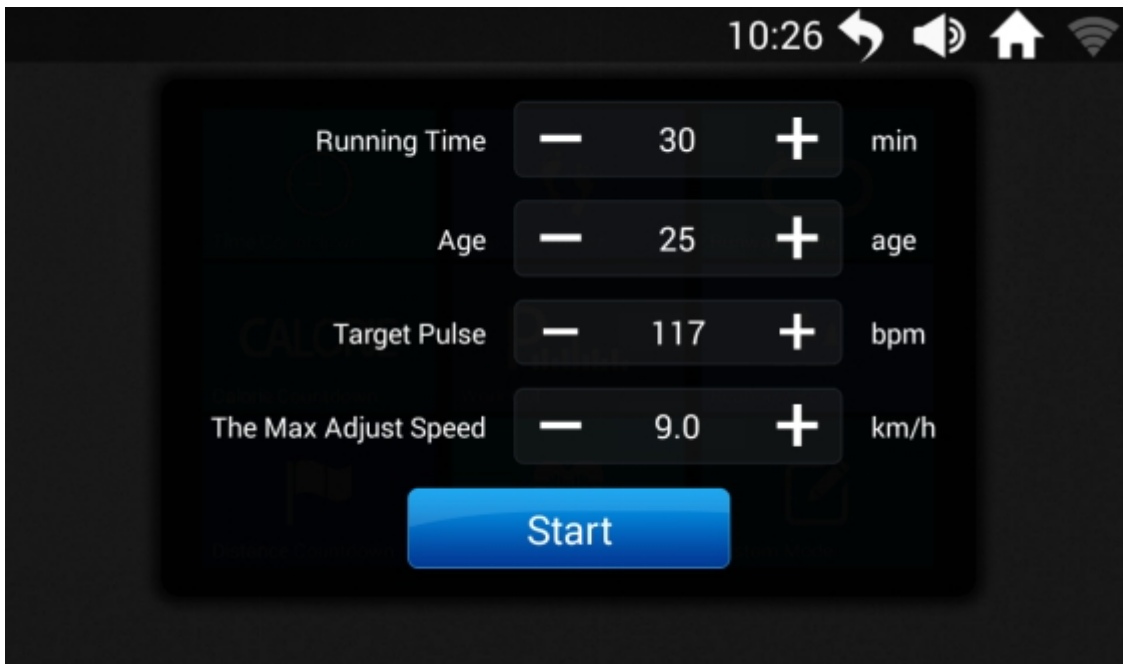 10:26
Running Time 30 min
Age 25 age
Target Pulse 117 bpm
The Max Adjust Speed 9.0 km/h
Start